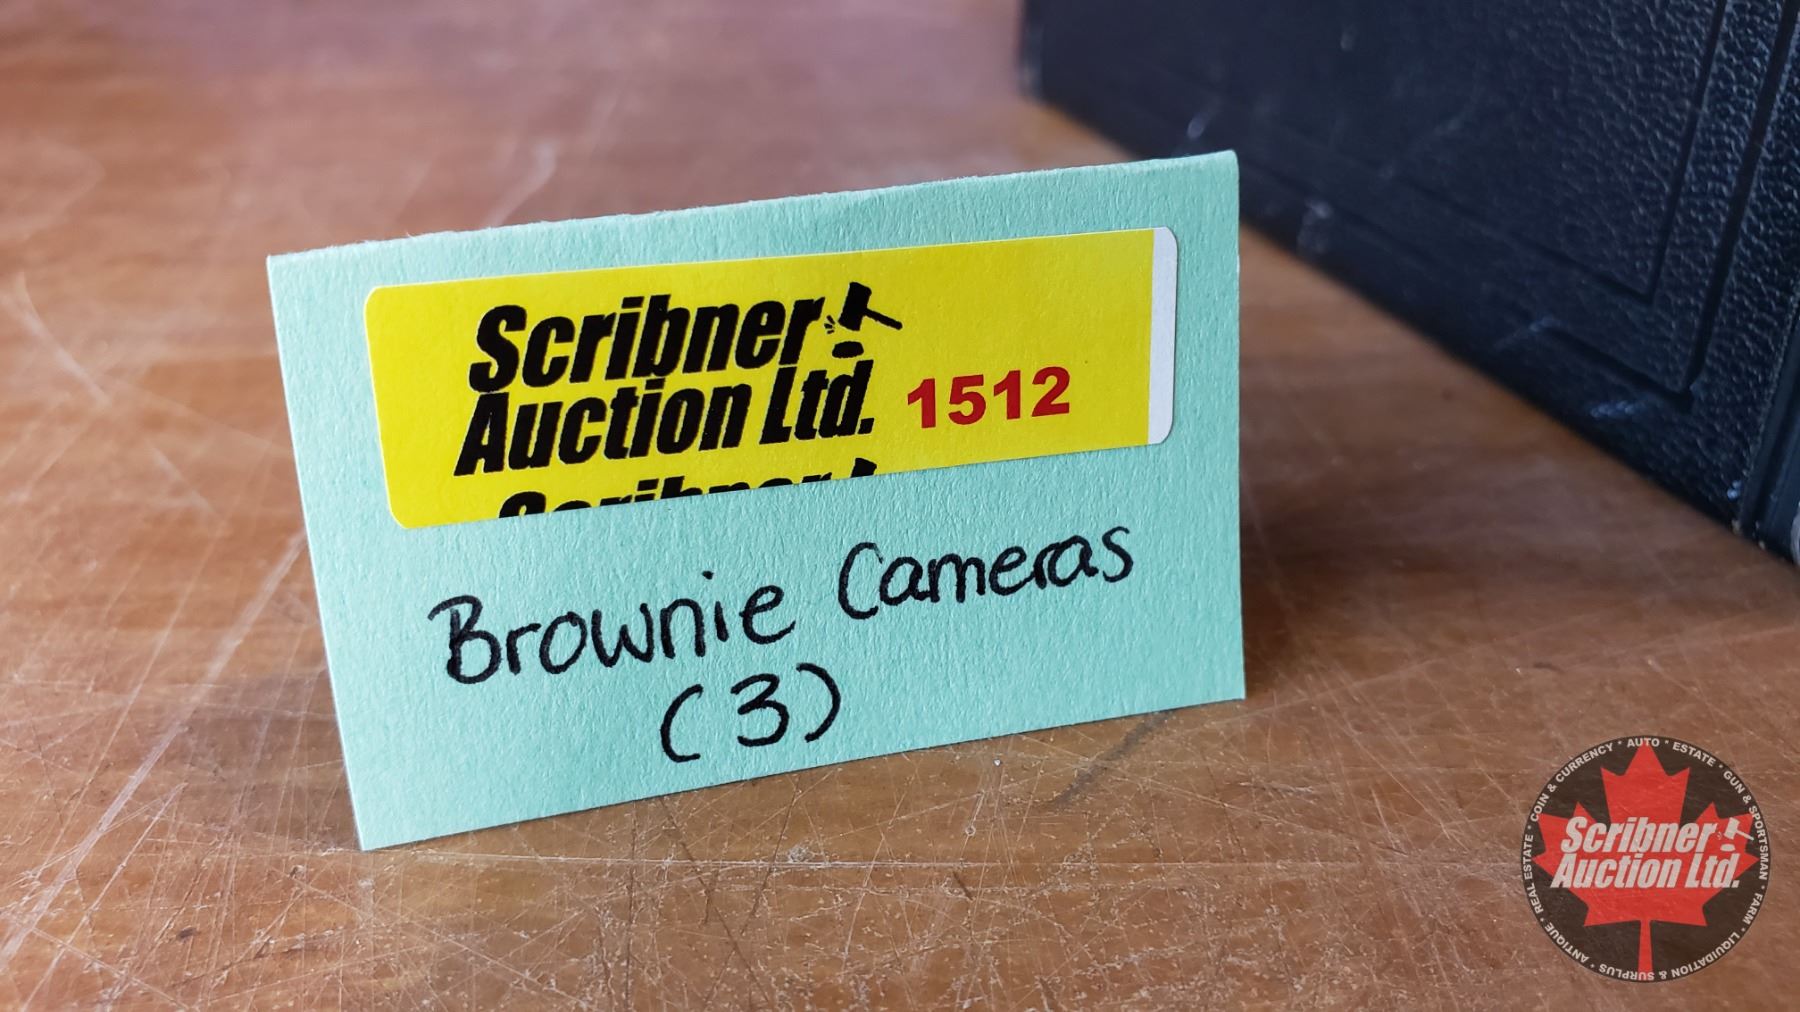 Scribner
Auction Ltd. 1512
Scribner
Brownie Cameras
(3)
REAL ESTATE * COIN & CURRENCY * AUTO * ESTATE * GUN & SPORTSMAN * FARM * LIQUIDATION & SURPLUS * ANTIQUE *
Scribner
Auction Ltd.